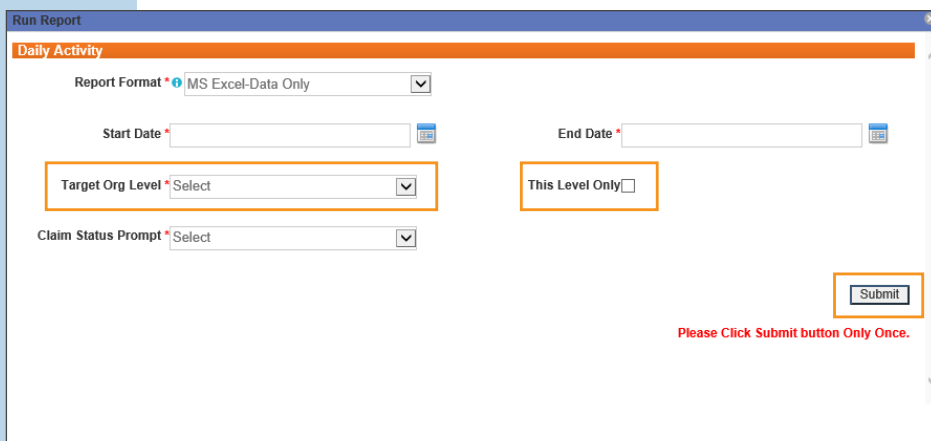 Run Report
Daily Activity
Report Format * MS Excel-Data Only
Start Date * End Date *
Target Org Level * Select This Level Only
Claim Status Prompt * Select
Submit
Please Click Submit button Only Once.